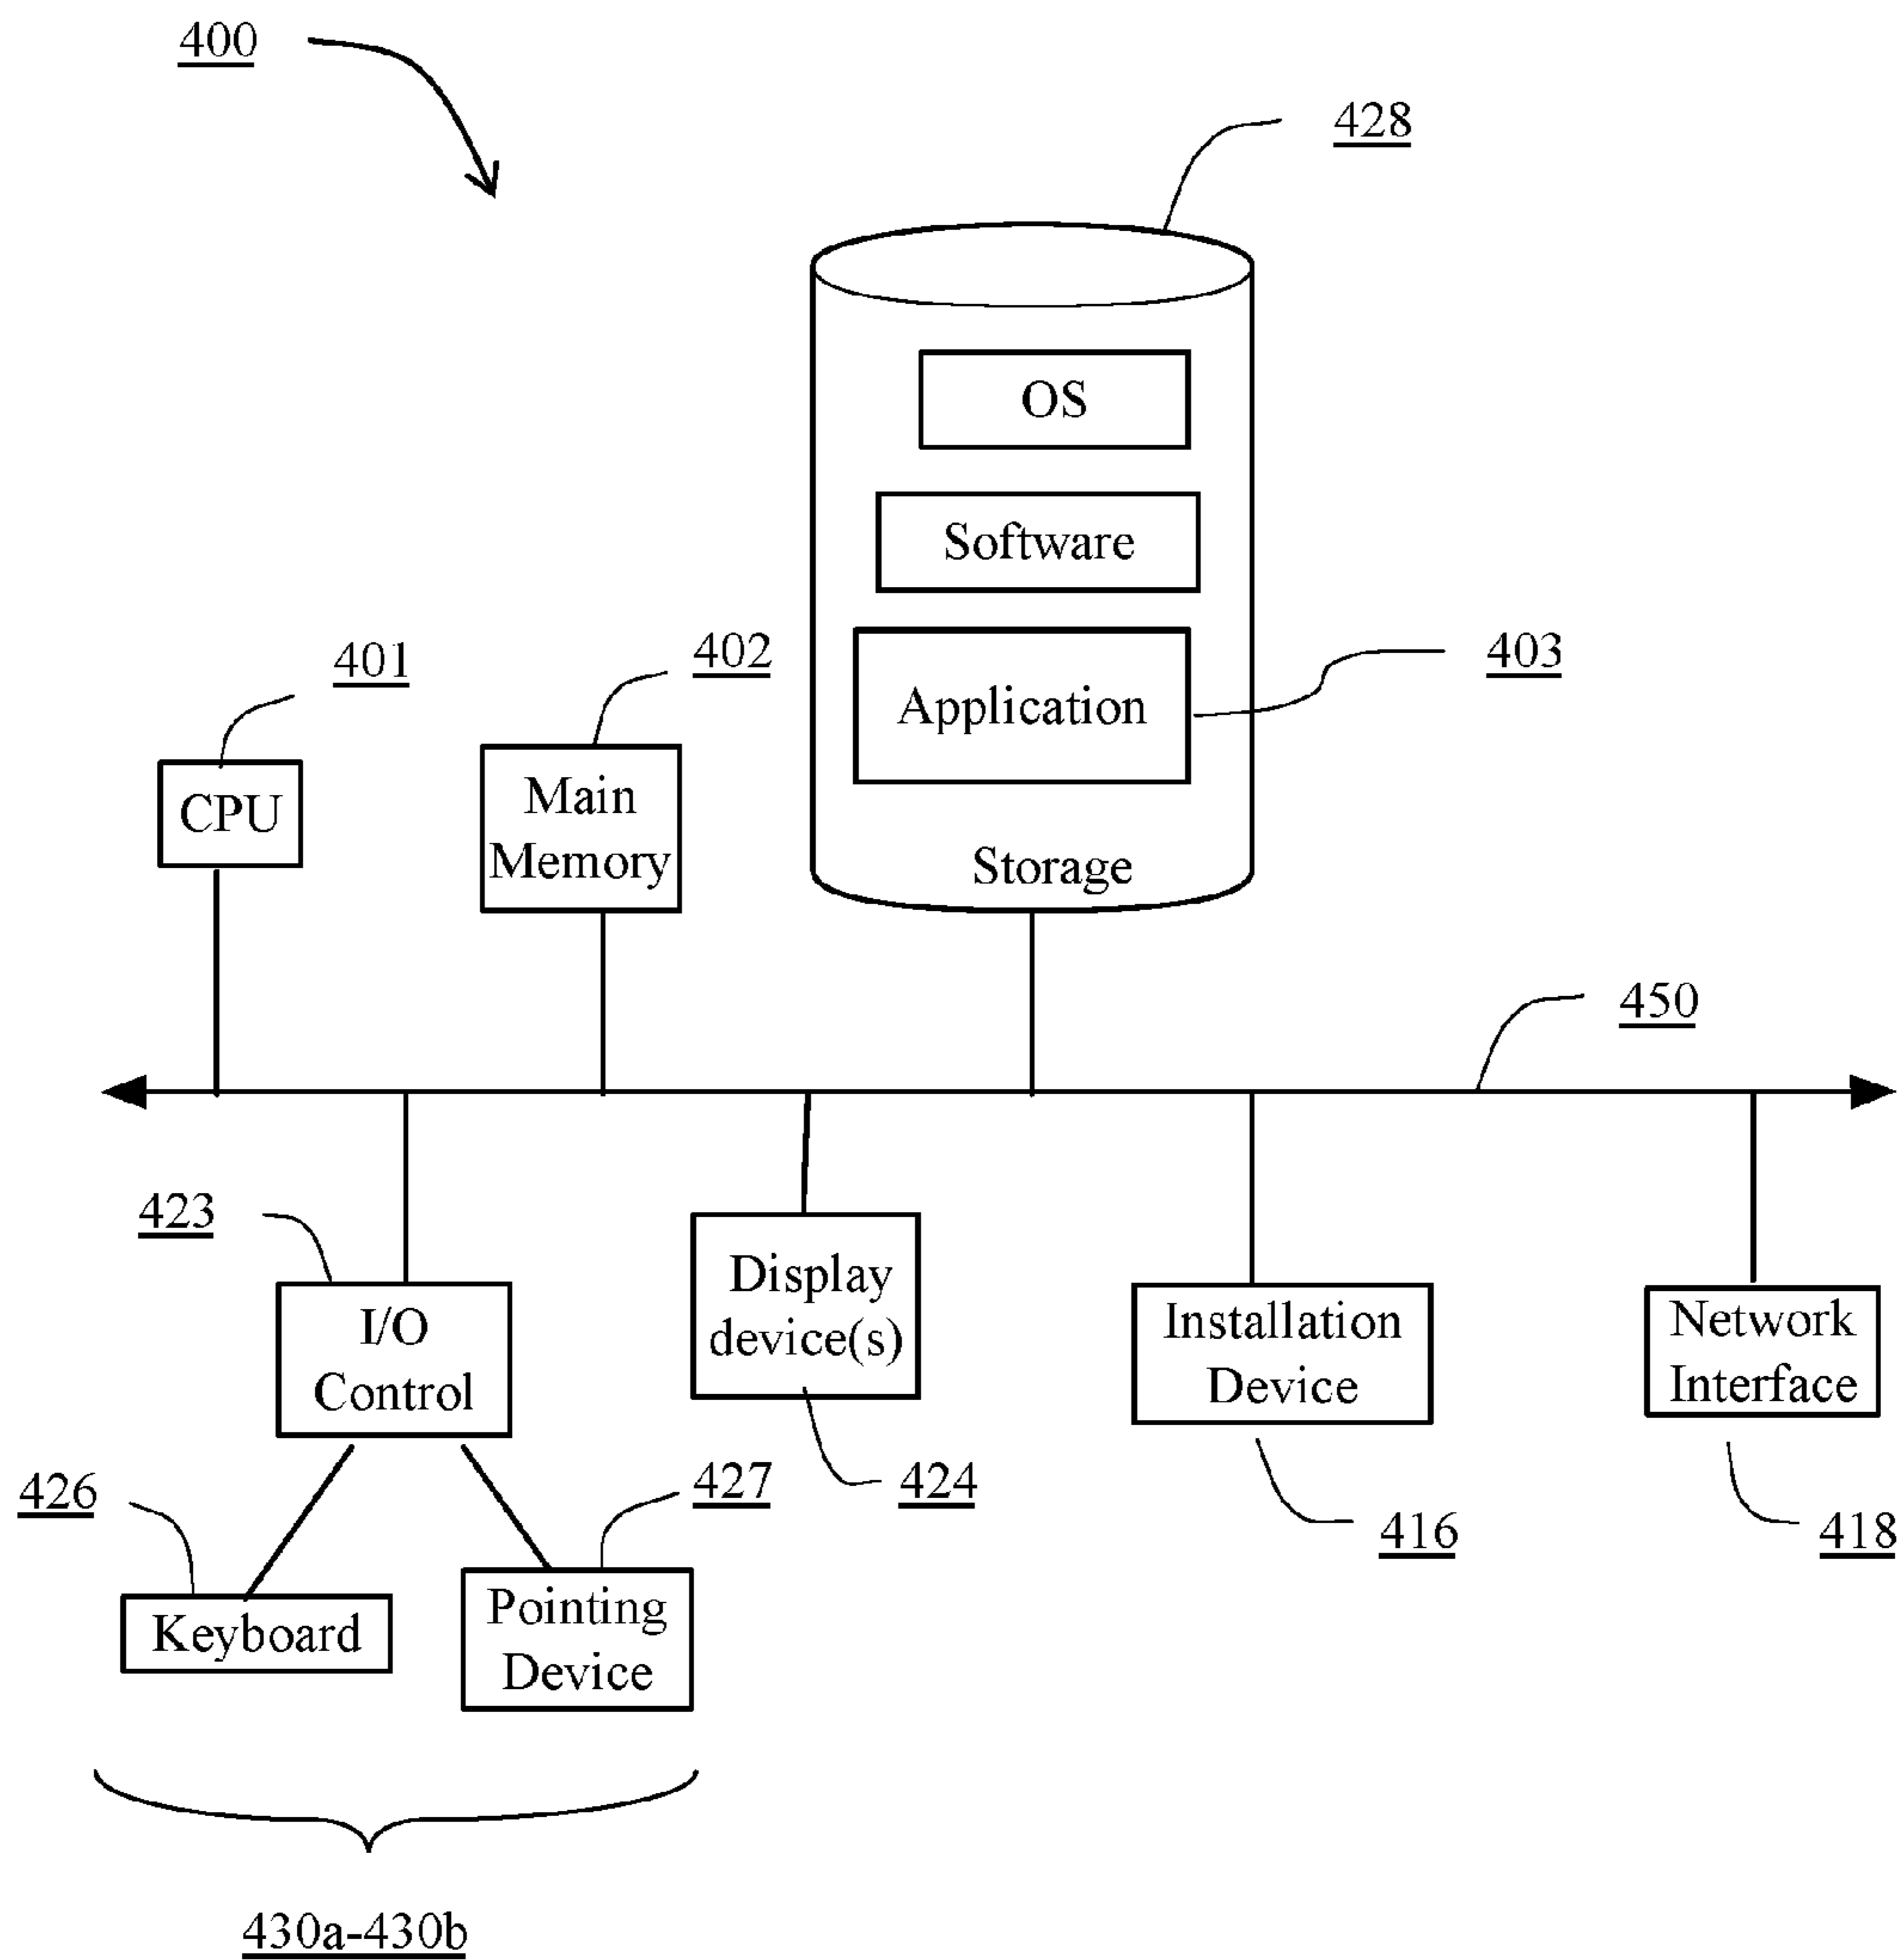 400
428
OS
Software
401
402
403
Application
CPU
Main
Memory
Storage
450
423
I/O
Control
Display
device(s)
Installation
Device
Network
Interface
426
427
424
416
418
Keyboard
Pointing
Device
430a-430b